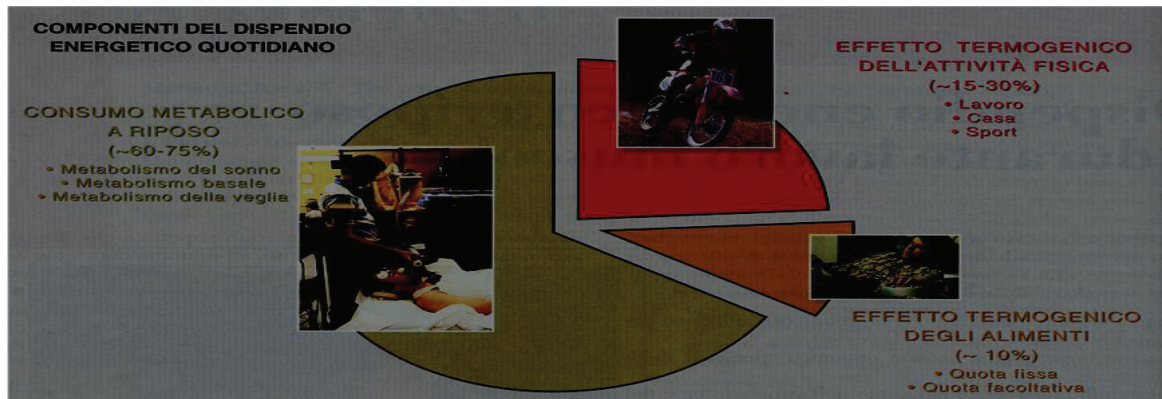 COMPONENTI DEL DISPENDIO
ENERGETICO QUOTIDIANO
CONSUMO METABOLICO
A RIPOSO
(~60-75%)
• Metabolismo del sonno
• Metabolismo basale
• Metabolismo della veglia
EFFETTO TERMOGENICO
DELL'ATTIVITÀ FISICA
(~15-30%)
• Lavoro
• Casa
• Sport
EFFETTO TERMOGENICO
DEGLI ALIMENTI
(~ 10%)
• Quota fissa
• Quota facoltativa